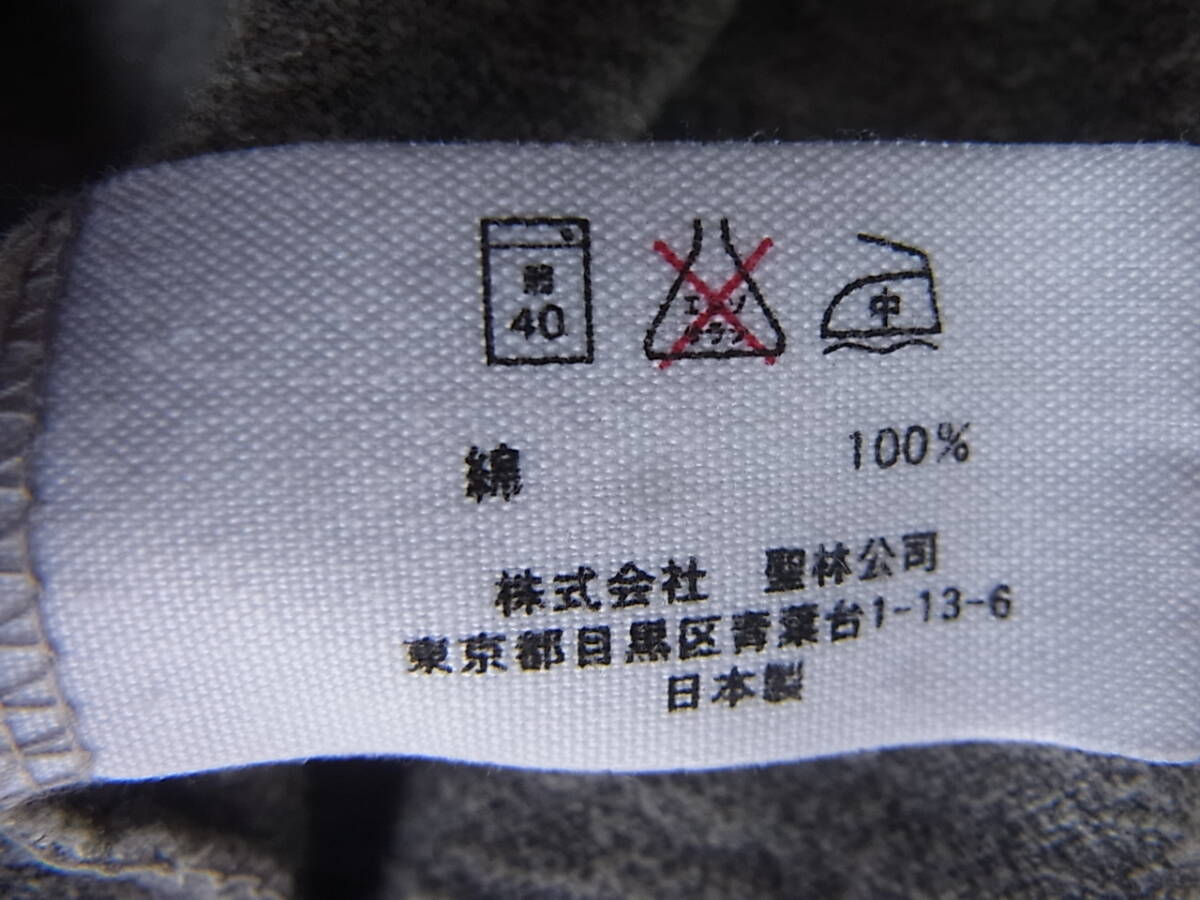 40
エンソ
サラシ
中
綿 100%
株式会社 聖林公司
東京都目黒区青葉台1-13-6
日本製